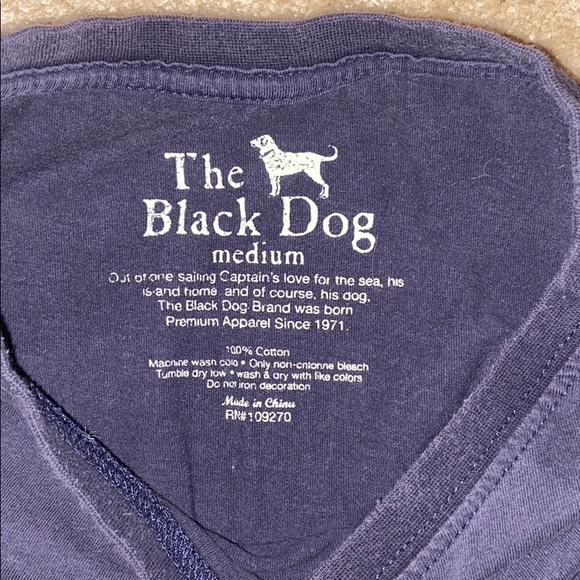 The
Black Dog
medium
Out of one sailing Captain's love for the sea, his
island home, and of course, his dog,
The Black Dog Brand was born
Premium Apparel Since 1971.
100% Cotton
Machine wash cold • Only non-chlorine bleach
Tumble dry low • wash & dry with like colors
Do not iron decoration
Made in China
RN#109270